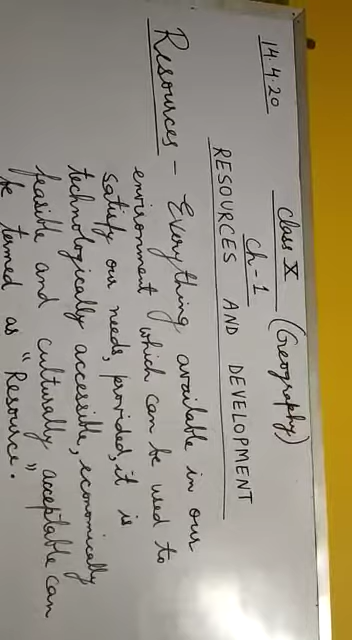 14.4.20
Class X (Geography)
Ch-1
RESOURCES AND DEVELOPMENT
Resources - Everything available in our
environment which can be used to
satisfy our needs, provided, it is
technologically accessible, economically
feasible and culturally acceptable can
be termed as "Resource".